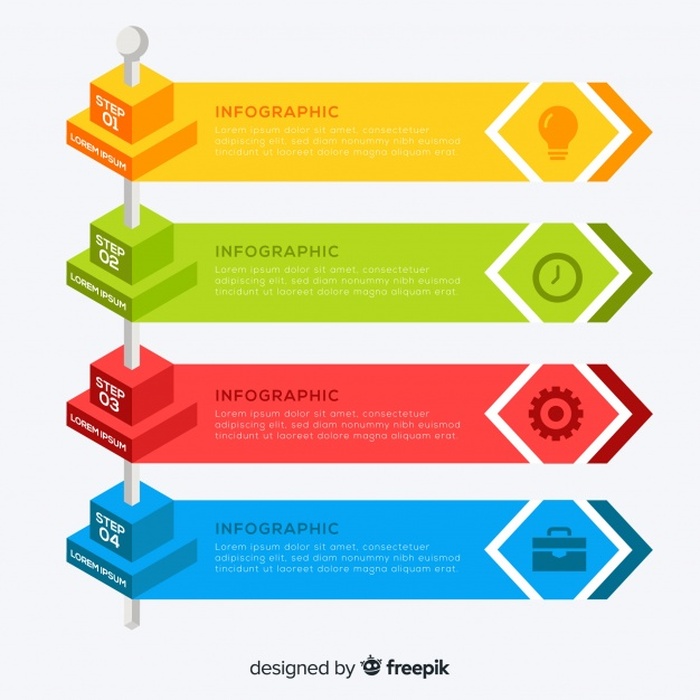 STEP
01
LOREM IPSUM
INFOGRAPHIC
Lorem ipsum dolor sit amet, consectetuer
adipiscing elit, sed diam nonummy nibh euismod
tincidunt ut laoreet dolore magna aliquam erat.
STEP
02
LOREM IPSUM
INFOGRAPHIC
Lorem ipsum dolor sit amet, consectetuer
adipiscing elit, sed diam nonummy nibh euismod
tincidunt ut laoreet dolore magna aliquam erat.
STEP
03
LOREM IPSUM
INFOGRAPHIC
Lorem ipsum dolor sit amet, consectetuer
adipiscing elit, sed diam nonummy nibh euismod
tincidunt ut laoreet dolore magna aliquam erat.
STEP
04
LOREM IPSUM
INFOGRAPHIC
Lorem ipsum dolor sit amet, consectetuer
adipiscing elit, sed diam nonummy nibh euismod
tincidunt ut laoreet dolore magna aliquam erat.
designed by freepik